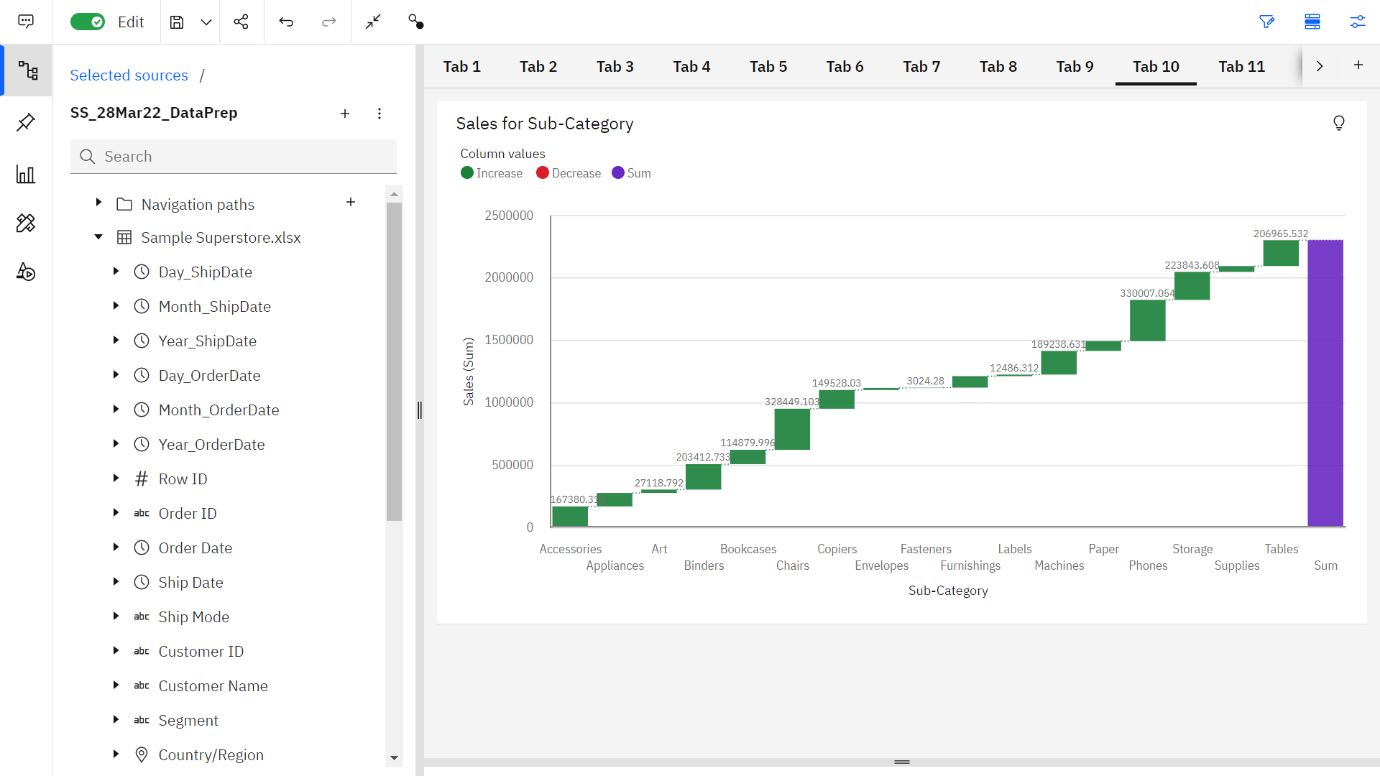 Edit
Selected sources /
SS_28Mar22_DataPrep
Search
Navigation paths
Sample Superstore.xlsx
Day_ShipDate
Month_ShipDate
Year_ShipDate
Day_OrderDate
Month_OrderDate
Year_OrderDate
# Row ID
abc Order ID
Order Date
Ship Date
abc Ship Mode
abc Customer ID
abc Customer Name
abc Segment
Country/Region
Tab 1 Tab 2 Tab 3 Tab 4 Tab 5 Tab 6 Tab 7 Tab 8 Tab 9 Tab 10 Tab 11
Sales for Sub-Category
Column values
Increase Decrease Sum
Sales (Sum)
2500000
2000000
1500000
1000000
500000
0
206965.532
223843.608
330007.054
189238.631
12486.312
3024.28
149528.03
328449.103
114879.996
203412.733
27118.792
Accessories Art Bookcases Copiers Fasteners Labels Paper Storage Tables
Appliances Binders Chairs Envelopes Furnishings Machines Phones Supplies Sum
Sub-Category